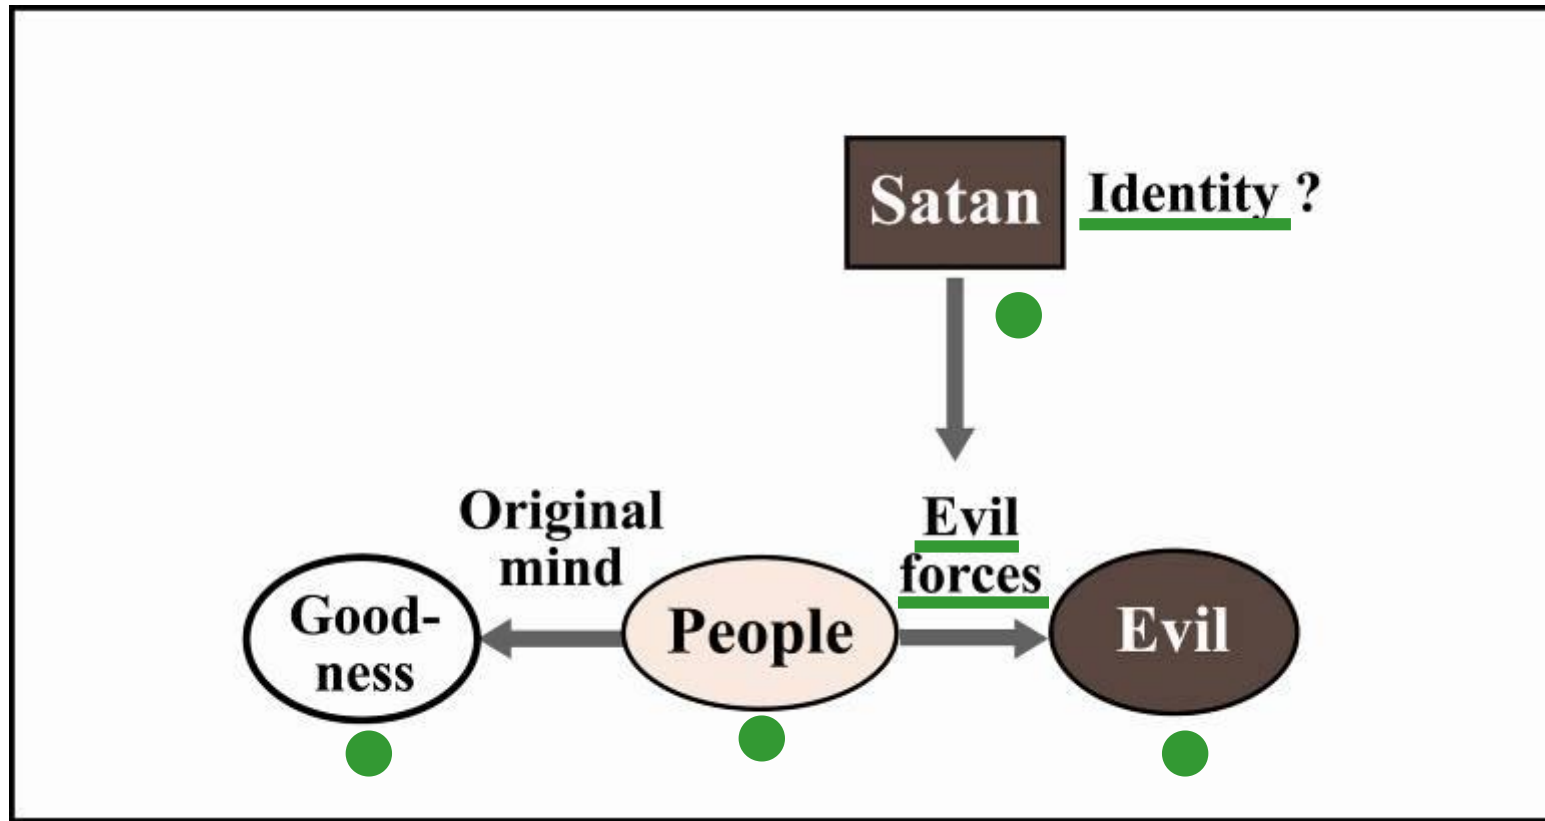 Satan
Identity ?
Original
mind
Evil
forces
Good-
ness
People
Evil